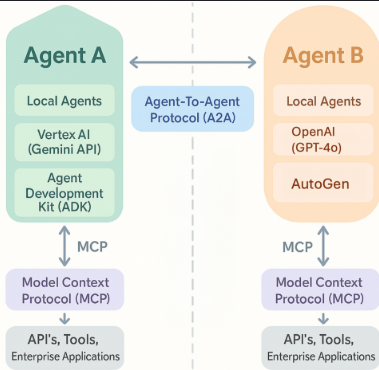 Agent A
Local Agents
Vertex AI
(Gemini API)
Agent
Development
Kit (ADK)
Agent-To-Agent
Protocol (A2A)
Agent B
Local Agents
OpenAI
(GPT-4o)
AutoGen
MCP
Model Context
Protocol (MCP)
API's, Tools,
Enterprise Applications
MCP
Model Context
Protocol (MCP)
API's, Tools,
Enterprise Applications